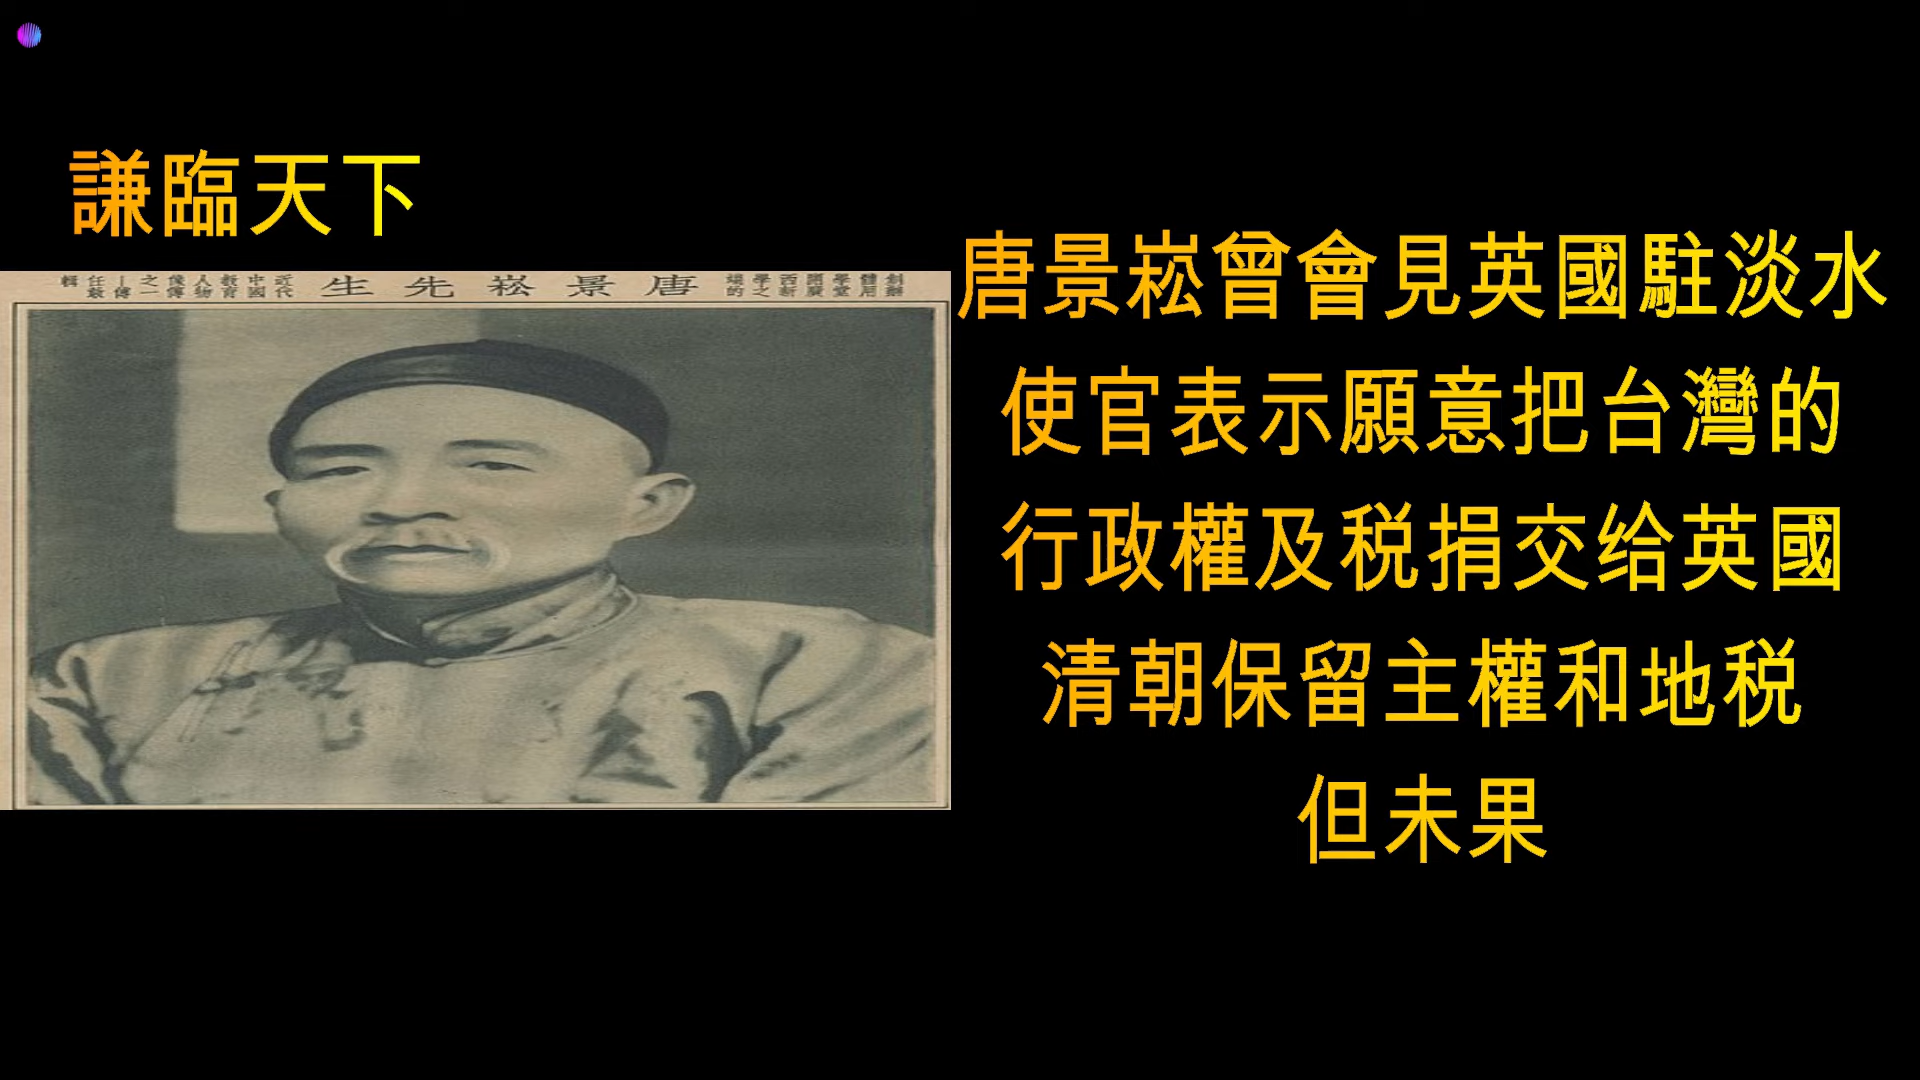 謙臨天下
唐景崧先生
唐景崧曾會見英國駐淡水
使官表示願意把台灣的
行政權及税捐交给英國
清朝保留主權和地税
但未果